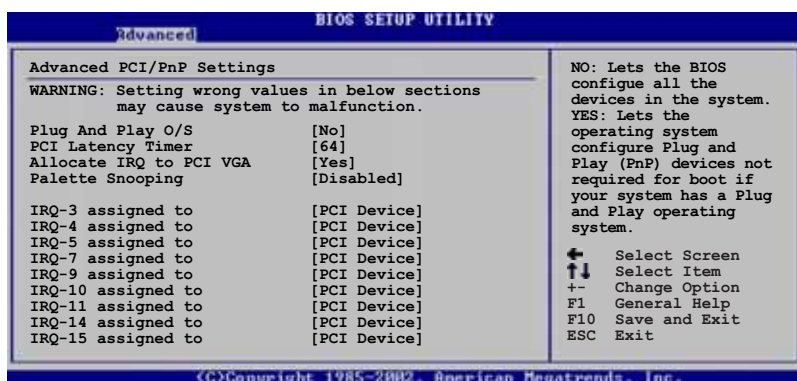 BIOS SETUP UTILITY
Advanced
Advanced PCI/PnP Settings
WARNING: Setting wrong values in below sections
may cause system to malfunction.
Plug And Play O/S [No]
PCI Latency Timer [64]
Allocate IRQ to PCI VGA [Yes]
Palette Snooping [Disabled]
IRQ-3 assigned to [PCI Device]
IRQ-4 assigned to [PCI Device]
IRQ-5 assigned to [PCI Device]
IRQ-7 assigned to [PCI Device]
IRQ-9 assigned to [PCI Device]
IRQ-10 assigned to [PCI Device]
IRQ-11 assigned to [PCI Device]
IRQ-14 assigned to [PCI Device]
IRQ-15 assigned to [PCI Device]
NO: Lets the BIOS
configue all the
devices in the system.
YES: Lets the
operating system
configure Plug and
Play (PnP) devices not
required for boot if
your system has a Plug
and Play operating
system.
← Select Screen
↑↓ Select Item
+- Change Option
F1 General Help
F10 Save and Exit
ESC Exit
(C)Copyright 1985-2002, American Megatrends, Inc.